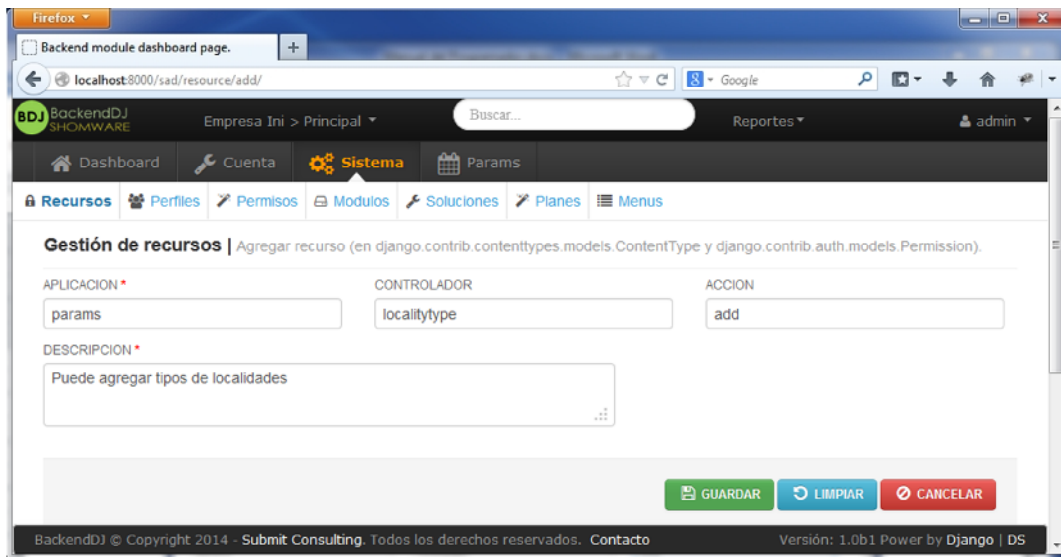 Firefox
Backend module dashboard page.
localhost:8000/sad/resource/add/
Google
BDJ BackendDJ SHOMWARE
Empresa Ini > Principal
Buscar...
Reportes
admin
Dashboard Cuenta Sistema Params
Recursos Perfiles Permisos Modulos Soluciones Planes Menus
Gestión de recursos | Agregar recurso (en django.contrib.contenttypes.models.ContentType y django.contrib.auth.models.Permission).
APLICACION * CONTROLADOR ACCION
params localitytype add
DESCRIPCION *
Puede agregar tipos de localidades
GUARDAR LIMPIAR CANCELAR
BackendDJ © Copyright 2014 - Submit Consulting. Todos los derechos reservados. Contacto Versión: 1.0b1 Power by Django | DS